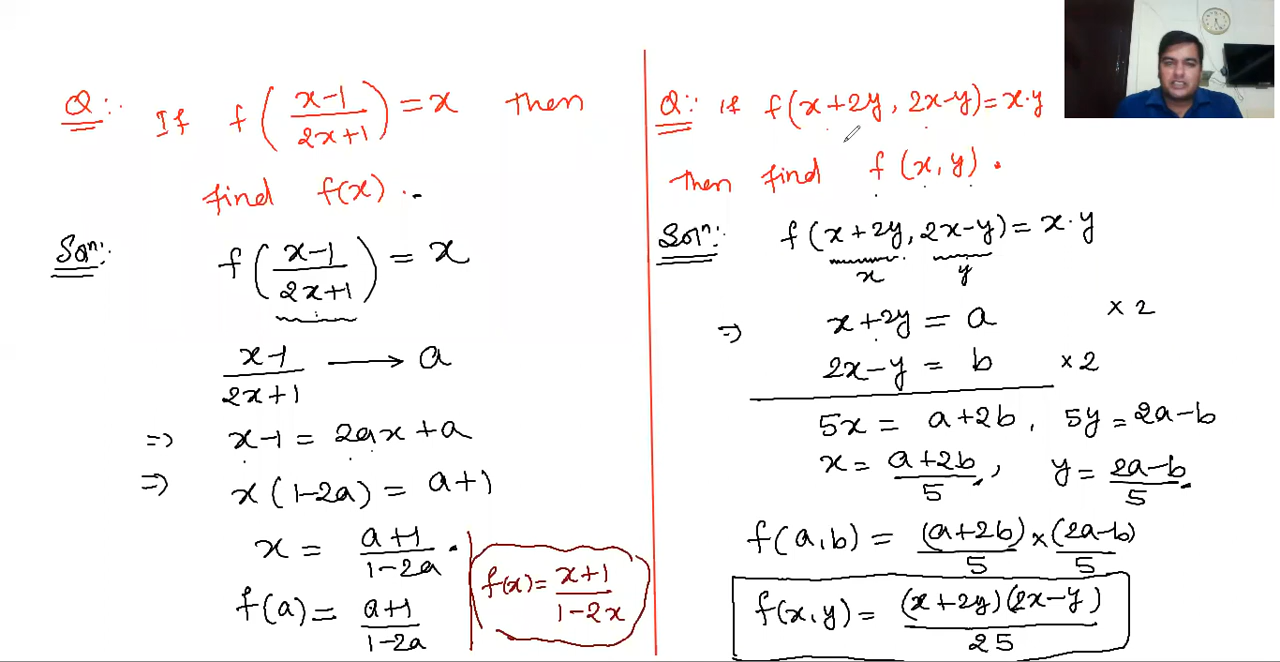 Q:. If f((x-1)/(2x+1)) = x then
find f(x).
Soln:.
f((x-1)/(2x+1)) = x
(x-1)/(2x+1) ⟶ a
⇒ x-1 = 2ax+a
⇒ x(1-2a) = a+1
x = (a+1)/(1-2a).
f(a) = (a+1)/(1-2a)
f(x) = (x+1)/(1-2x)
Q:. if f(x+2y, 2x-y) = x·y
then find f(x,y).
Soln:. f(x+2y, 2x-y) = x·y
x y
⇒ x+2y = a ×2
2x-y = b ×2
5x = a+2b, 5y = 2a-b
x = (a+2b)/5, y = (2a-b)/5.
f(a,b) = (a+2b)/5 × (2a-b)/5
f(x,y) = (x+2y)(2x-y)/25